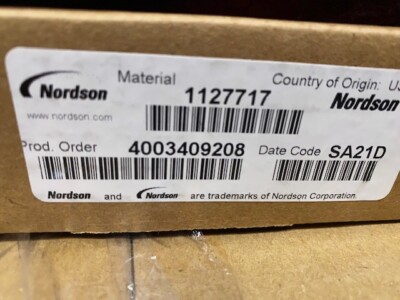 Nordson Material Country of Origin: US
www.nordson.com 1127717 Nordson
Prod. Order 4003409208 Date Code SA21D
Nordson and Nordson are trademarks of Nordson Corporation.